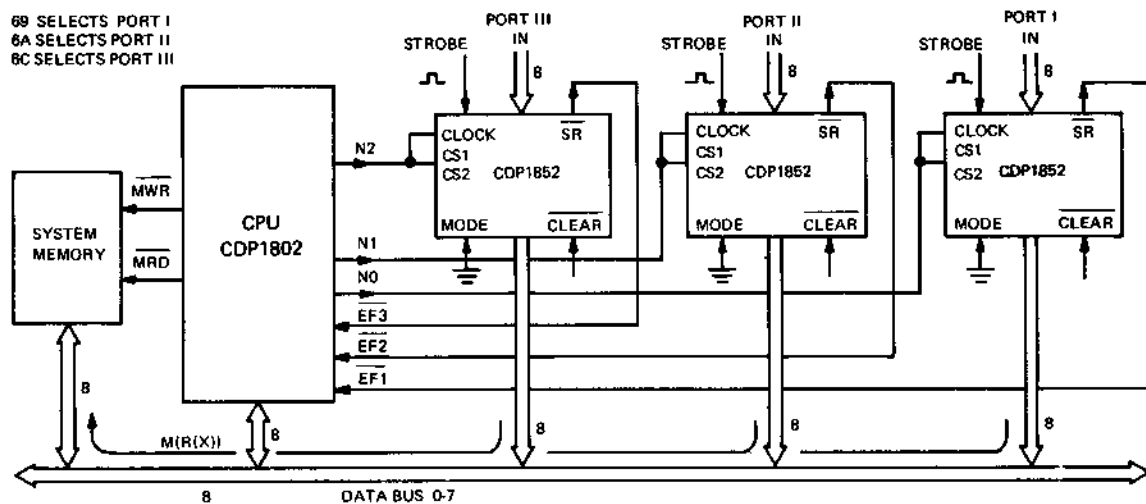 69 SELECTS PORT I
6A SELECTS PORT II
6C SELECTS PORT III
PORT III
IN
PORT II
IN
PORT I
IN
STROBE
8
STROBE
8
STROBE
8
CLOCK
SR
CS1
CS2
CDP1852
MODE
CLEAR
CLOCK
SR
CS1
CS2
CDP1852
MODE
CLEAR
CLOCK
SR
CS1
CS2
CDP1852
MODE
CLEAR
SYSTEM
MEMORY
MWR
MRD
CPU
CDP1802
N2
N1
N0
EF3
EF2
EF1
8
M(R(X))
8
8
8
8
8
DATA BUS 0-7